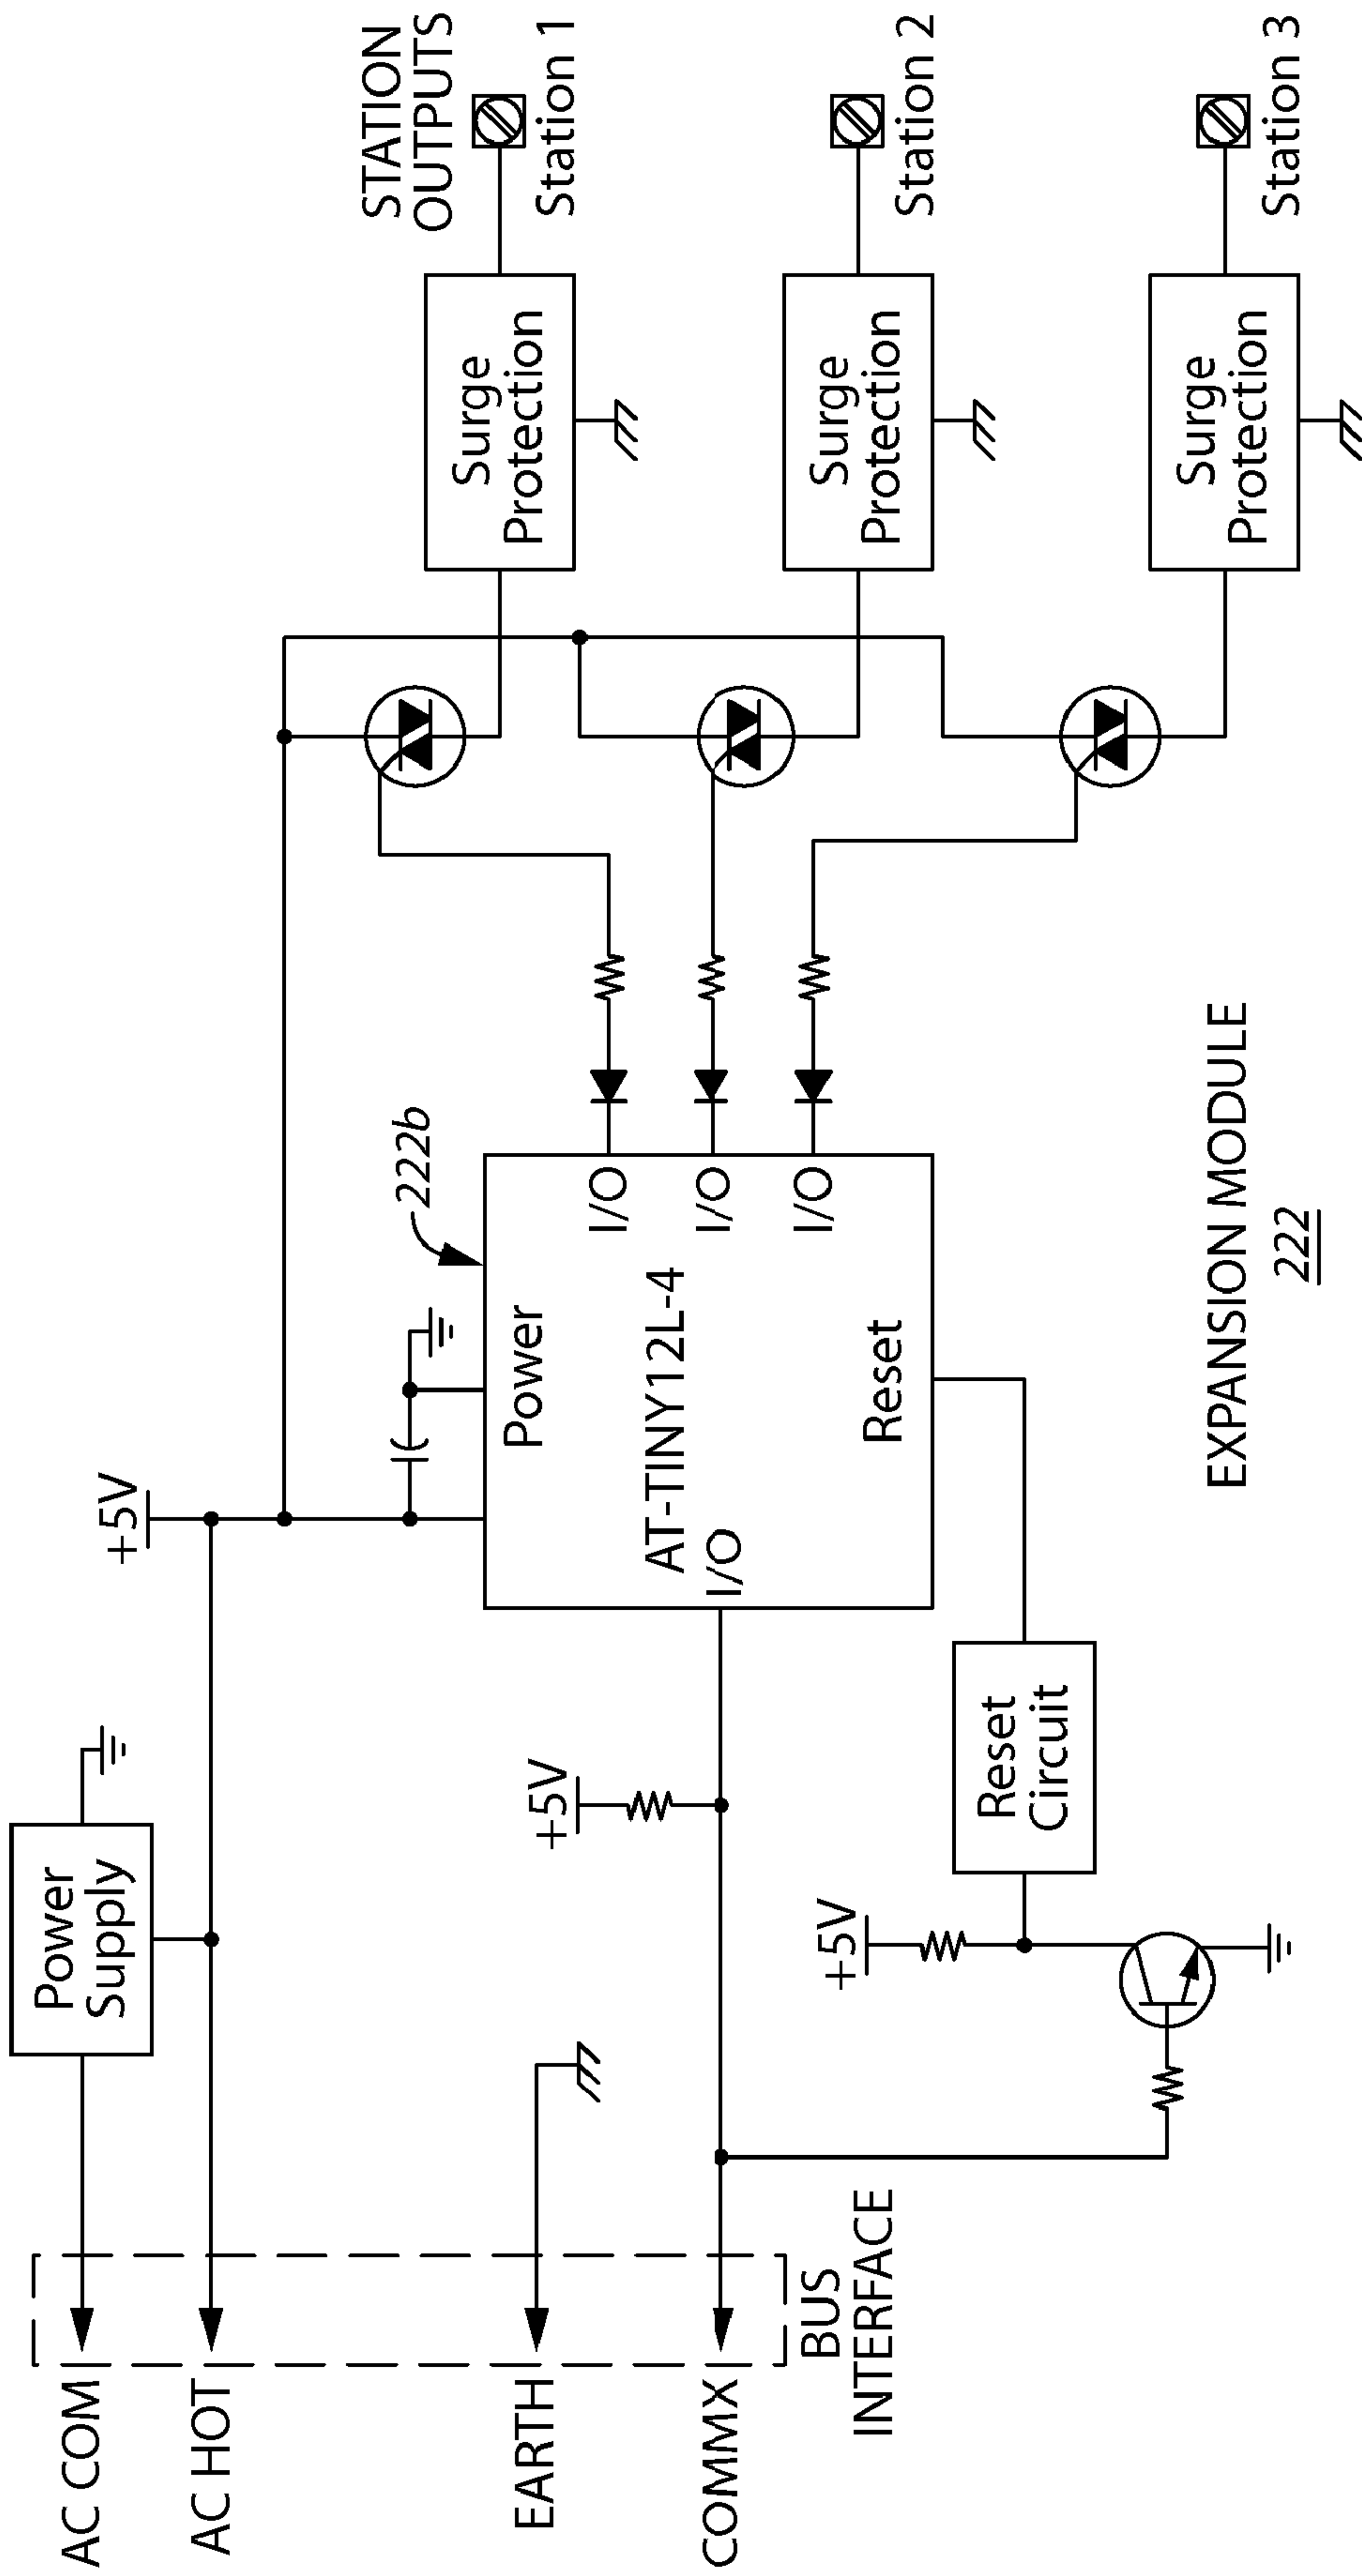 AC COM
AC HOT
EARTH
COMMX
BUS
INTERFACE
Power
Supply
+5V
+5V
+5V
Reset
Circuit
222b
Power
AT-TINY12L-4
I/O
I/O
I/O
I/O
Reset
Surge
Protection
Surge
Protection
Surge
Protection
STATION
OUTPUTS
Station 1
Station 2
Station 3
EXPANSION MODULE
222